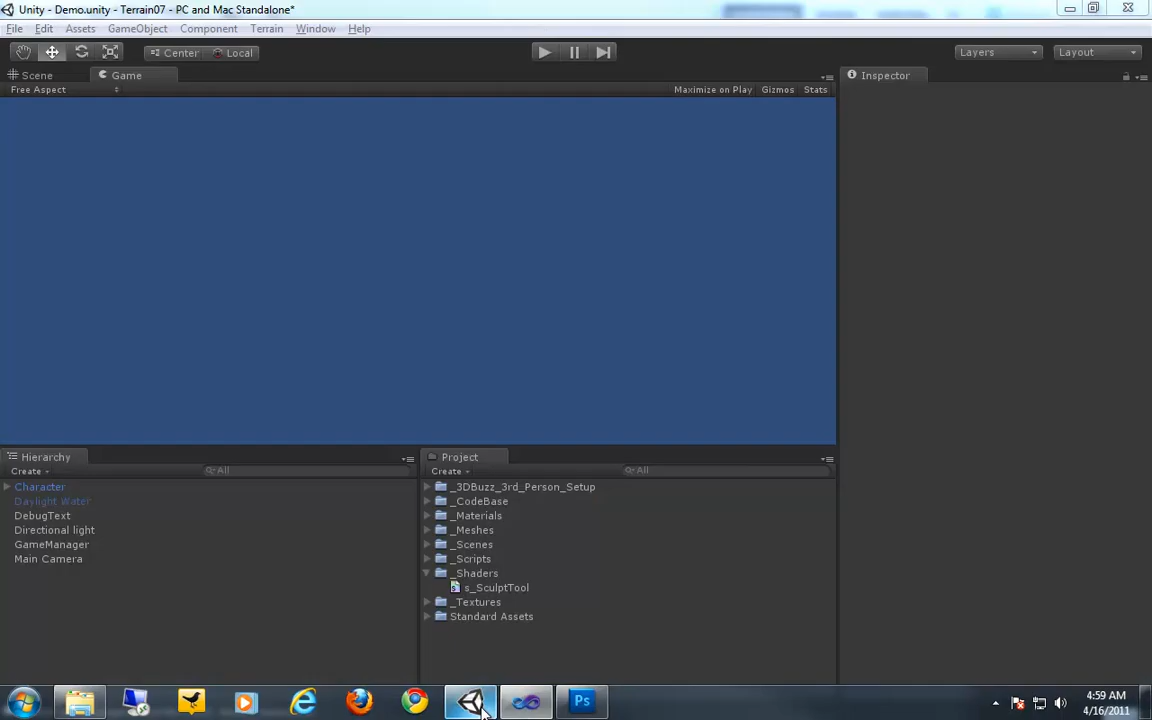 Unity - Demo.unity - Terrain07 - PC and Mac Standalone*
File Edit Assets GameObject Component Terrain Window Help
Center Local Layers Layout
Scene Game Inspector
Free Aspect Maximize on Play Gizmos Stats
Hierarchy Project
Create All Create All
Character
Daylight Water
DebugText
Directional light
GameManager
Main Camera
_3DBuzz_3rd_Person_Setup
_CodeBase
_Materials
_Meshes
_Scenes
_Scripts
_Shaders
s_SculptTool
_Textures
Standard Assets
Ps
4:59 AM
4/16/2011